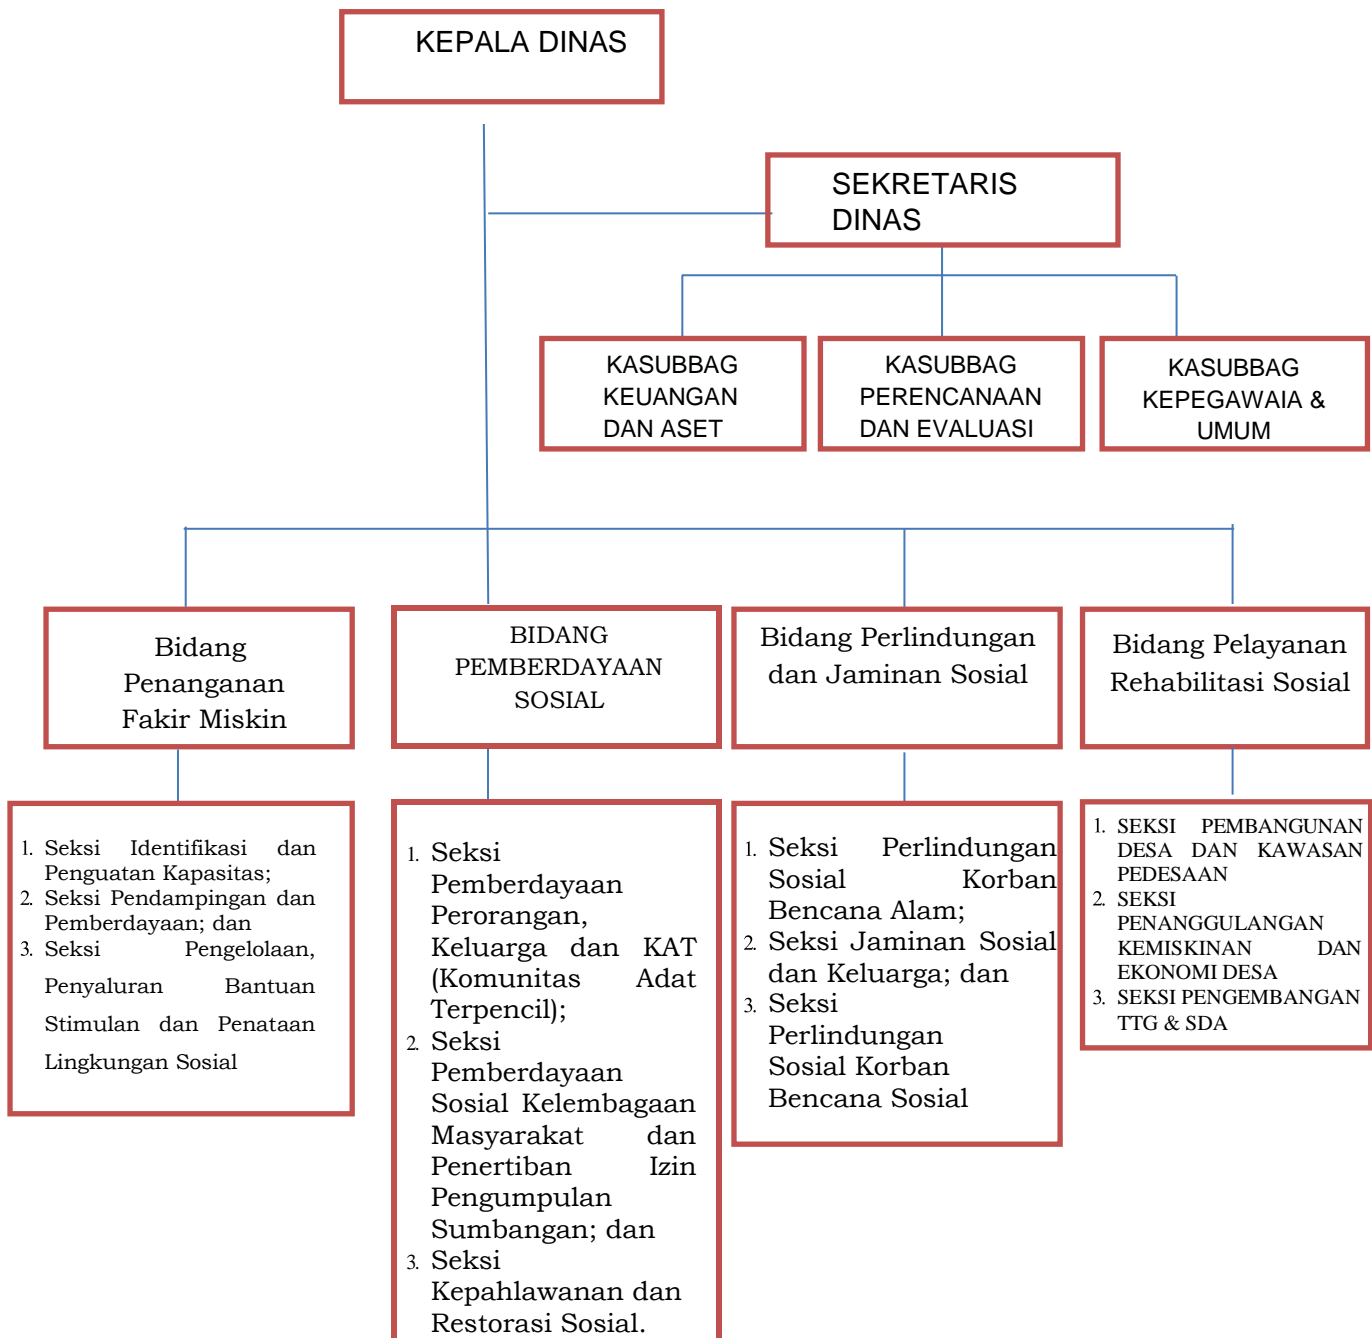 KEPALA DINAS
SEKRETARIS
DINAS
KASUBBAG
KEUANGAN
DAN ASET
KASUBBAG
PERENCANAAN
DAN EVALUASI
KASUBBAG
KEPEGAWAIA &
UMUM
Bidang
Penanganan
Fakir Miskin
BIDANG
PEMBERDAYAAN
SOSIAL
Bidang Perlindungan
dan Jaminan Sosial
Bidang Pelayanan
Rehabilitasi Sosial
1. Seksi Identifikasi dan
Penguatan Kapasitas;
2. Seksi Pendampingan dan
Pemberdayaan; dan
3. Seksi Pengelolaan,
Penyaluran Bantuan
Stimulan dan Penataan
Lingkungan Sosial
1. Seksi
Pemberdayaan
Perorangan,
Keluarga dan KAT
(Komunitas Adat
Terpencil);
2. Seksi
Pemberdayaan
Sosial Kelembagaan
Masyarakat dan
Penertiban Izin
Pengumpulan
Sumbangan; dan
3. Seksi
Kepahlawanan dan
Restorasi Sosial.
1. Seksi Perlindungan
Sosial Korban
Bencana Alam;
2. Seksi Jaminan Sosial
dan Keluarga; dan
3. Seksi
Perlindungan
Sosial Korban
Bencana Sosial
1. SEKSI PEMBANGUNAN
DESA DAN KAWASAN
PEDESAAN
2. SEKSI
PENANGGULANGAN
KEMISKINAN DAN
EKONOMI DESA
3. SEKSI PENGEMBANGAN
TTG & SDA